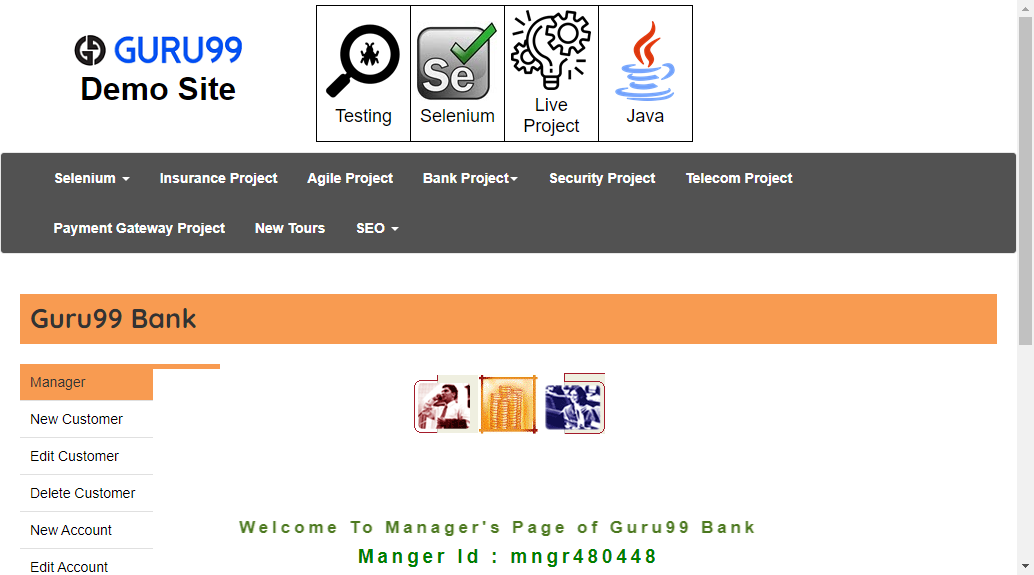 GURU99
Demo Site
Testing
Se
Selenium
Live
Project
Java
Selenium Insurance Project Agile Project Bank Project Security Project Telecom Project
Payment Gateway Project New Tours SEO
Guru99 Bank
Manager
New Customer
Edit Customer
Delete Customer
New Account
Edit Account
Welcome To Manager's Page of Guru99 Bank
Manger Id : mngr480448